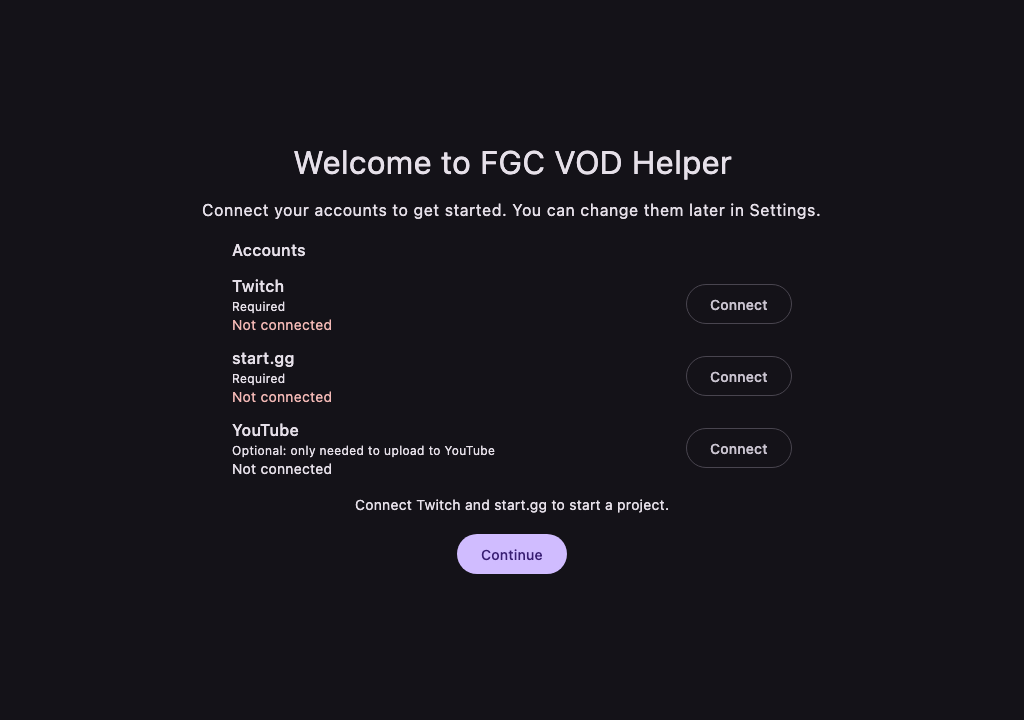 Welcome to FGC VOD Helper
Connect your accounts to get started. You can change them later in Settings.
Accounts
Twitch
Required
Not connected
Connect
start.gg
Required
Not connected
Connect
YouTube
Optional: only needed to upload to YouTube
Not connected
Connect
Connect Twitch and start.gg to start a project.
Continue